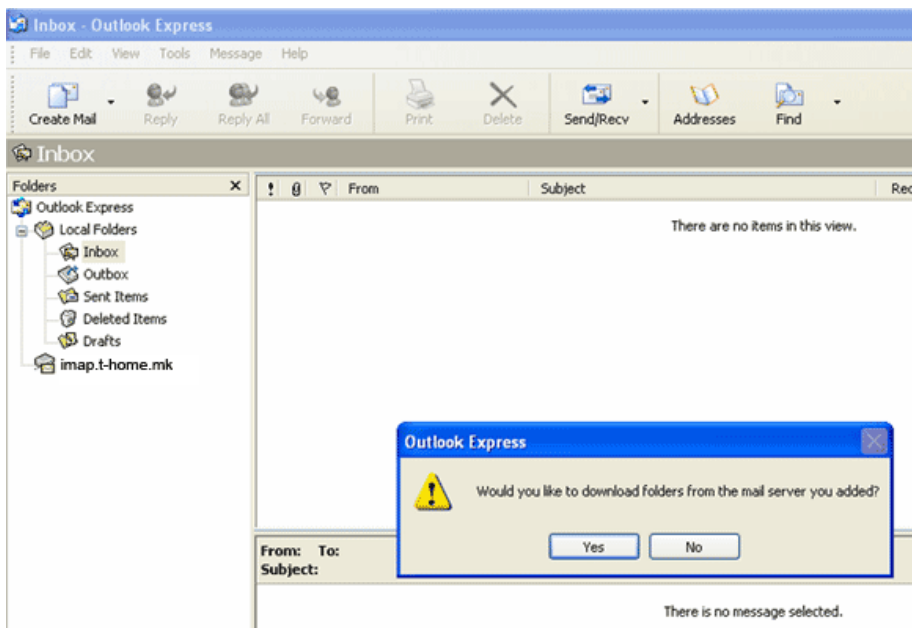 Inbox - Outlook Express
File Edit View Tools Message Help
Create Mail Reply Reply All Forward Print Delete Send/Recv Addresses Find
Inbox
Folders
! From Subject Rec
Outlook Express
There are no items in this view.
Local Folders
Inbox
Outbox
Sent Items
Deleted Items
Drafts
imap.t-home.mk
Outlook Express
Would you like to download folders from the mail server you added?
Yes No
From: To:
Subject:
There is no message selected.